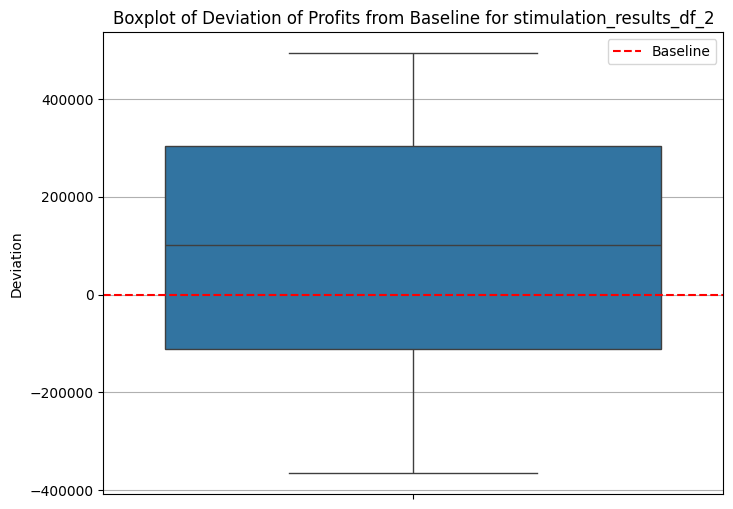 Boxplot of Deviation of Profits from Baseline for stimulation_results_df_2
Baseline
400000
200000
0
−200000
−400000
Deviation